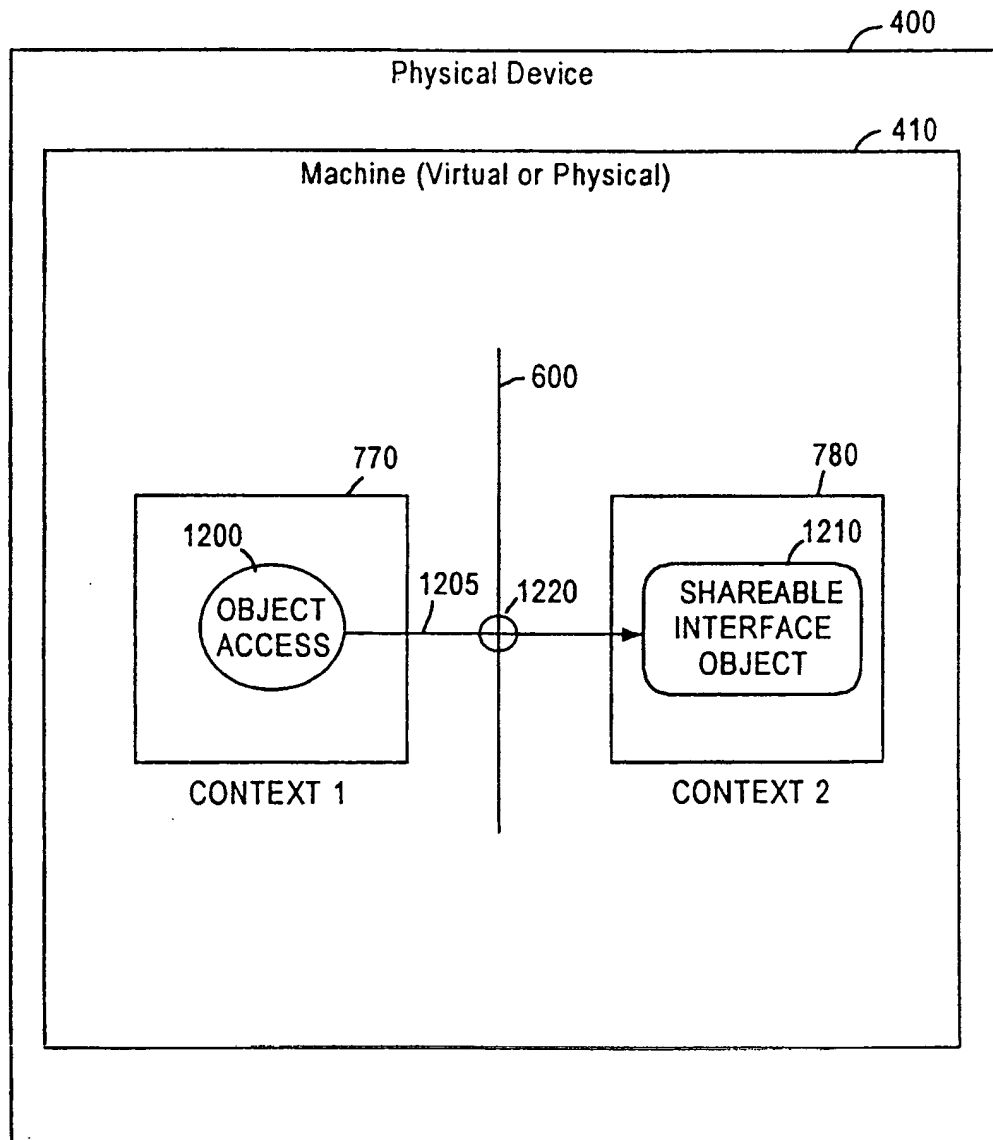 400
Physical Device
410
Machine (Virtual or Physical)
600
770
780
1200
1210
1205
1220
OBJECT
ACCESS
SHAREABLE
INTERFACE
OBJECT
CONTEXT 1
CONTEXT 2